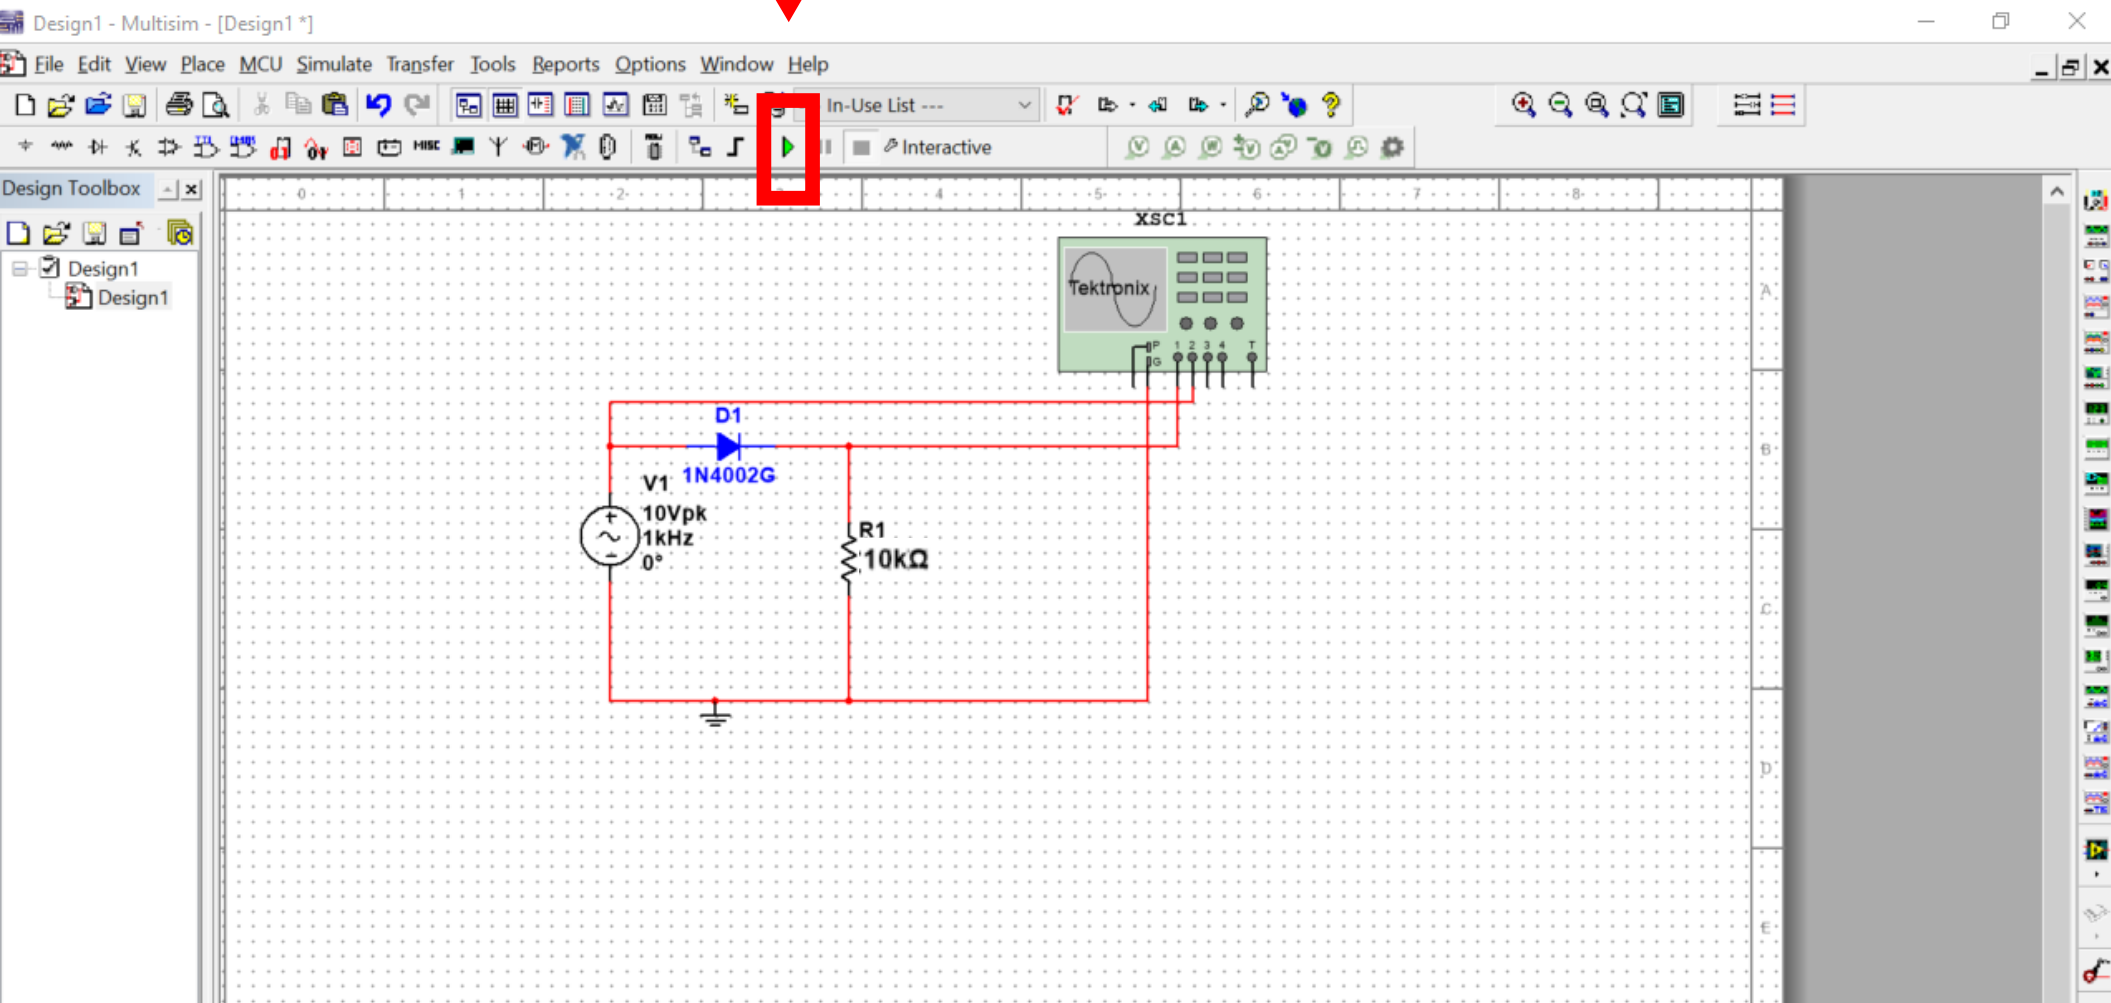 Design1 - Multisim - [Design1 *]
File Edit View Place MCU Simulate Transfer Tools Reports Options Window Help
In-Use List ---
MISC
Interactive
Design Toolbox
0 1 2 3 4 5 6 7 8
Design1
Design1
XSC1
Tektronix
P 1 2 3 4 T
G
A
D1
1N4002G
B
V1
10Vpk
1kHz
0°
R1
10kΩ
C
D
E